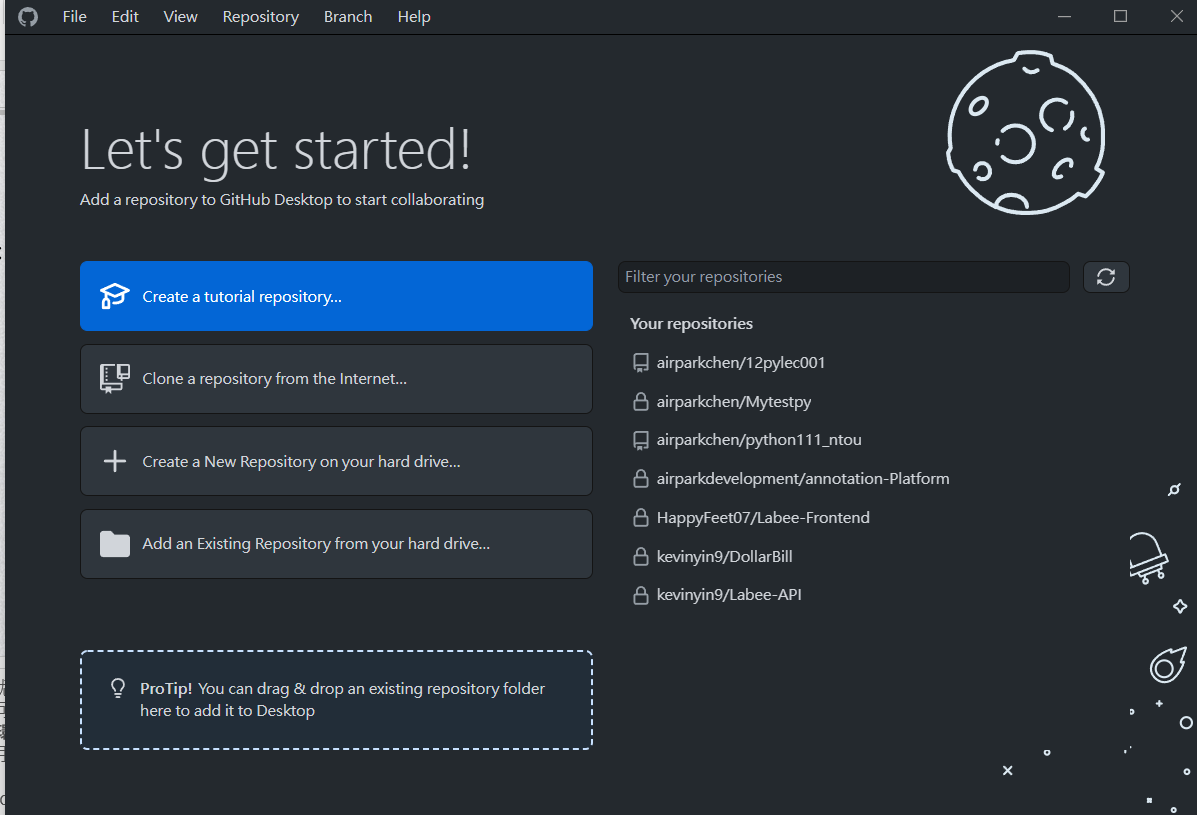 File Edit View Repository Branch Help
Let's get started!
Add a repository to GitHub Desktop to start collaborating
Create a tutorial repository...
Clone a repository from the Internet...
Create a New Repository on your hard drive...
Add an Existing Repository from your hard drive...
ProTip! You can drag & drop an existing repository folder
here to add it to Desktop
Filter your repositories
Your repositories
airparkchen/12pylec001
airparkchen/Mytestpy
airparkchen/python111_ntou
airparkdevelopment/annotation-Platform
HappyFeet07/Labee-Frontend
kevinyin9/DollarBill
kevinyin9/Labee-API